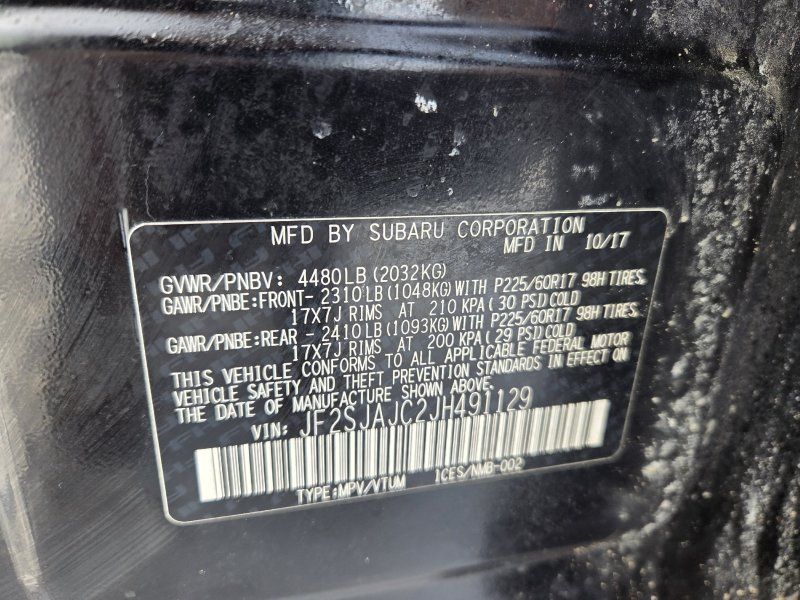 MFD BY SUBARU CORPORATION
MFD IN 10/17
GVWR/PNBV: 4480LB (2032KG)
GAWR/PNBE:FRONT- 2310LB (1048KG)WITH P225/60R17 98H TIRES,
17X7J RIMS AT 210 KPA (30 PSI)COLD
GAWR/PNBE:REAR - 2410LB (1093KG)WITH P225/60R17 98H TIRES,
17X7J RIMS AT 200 KPA (29 PSI)COLD
THIS VEHICLE CONFORMS TO ALL APPLICABLE FEDERAL MOTOR
VEHICLE SAFETY AND THEFT PREVENTION STANDARDS IN EFFECT ON
THE DATE OF MANUFACTURE SHOWN ABOVE.
VIN: JF2SJAJC2JH491129
TYPE:MPV/VTUM ICES/NMB-002